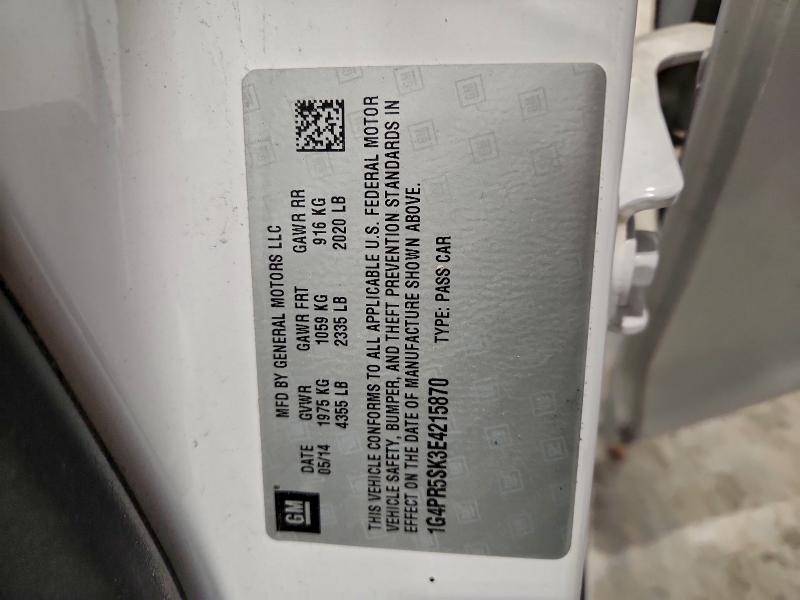 GM
MFD BY GENERAL MOTORS LLC
DATE GVWR GAWR FRT GAWR RR
05/14 1975 KG 1059 KG 916 KG
4355 LB 2335 LB 2020 LB
THIS VEHICLE CONFORMS TO ALL APPLICABLE U.S. FEDERAL MOTOR
VEHICLE SAFETY, BUMPER, AND THEFT PREVENTION STANDARDS IN
EFFECT ON THE DATE OF MANUFACTURE SHOWN ABOVE.
1G4PR5SK3E4215870 TYPE: PASS CAR